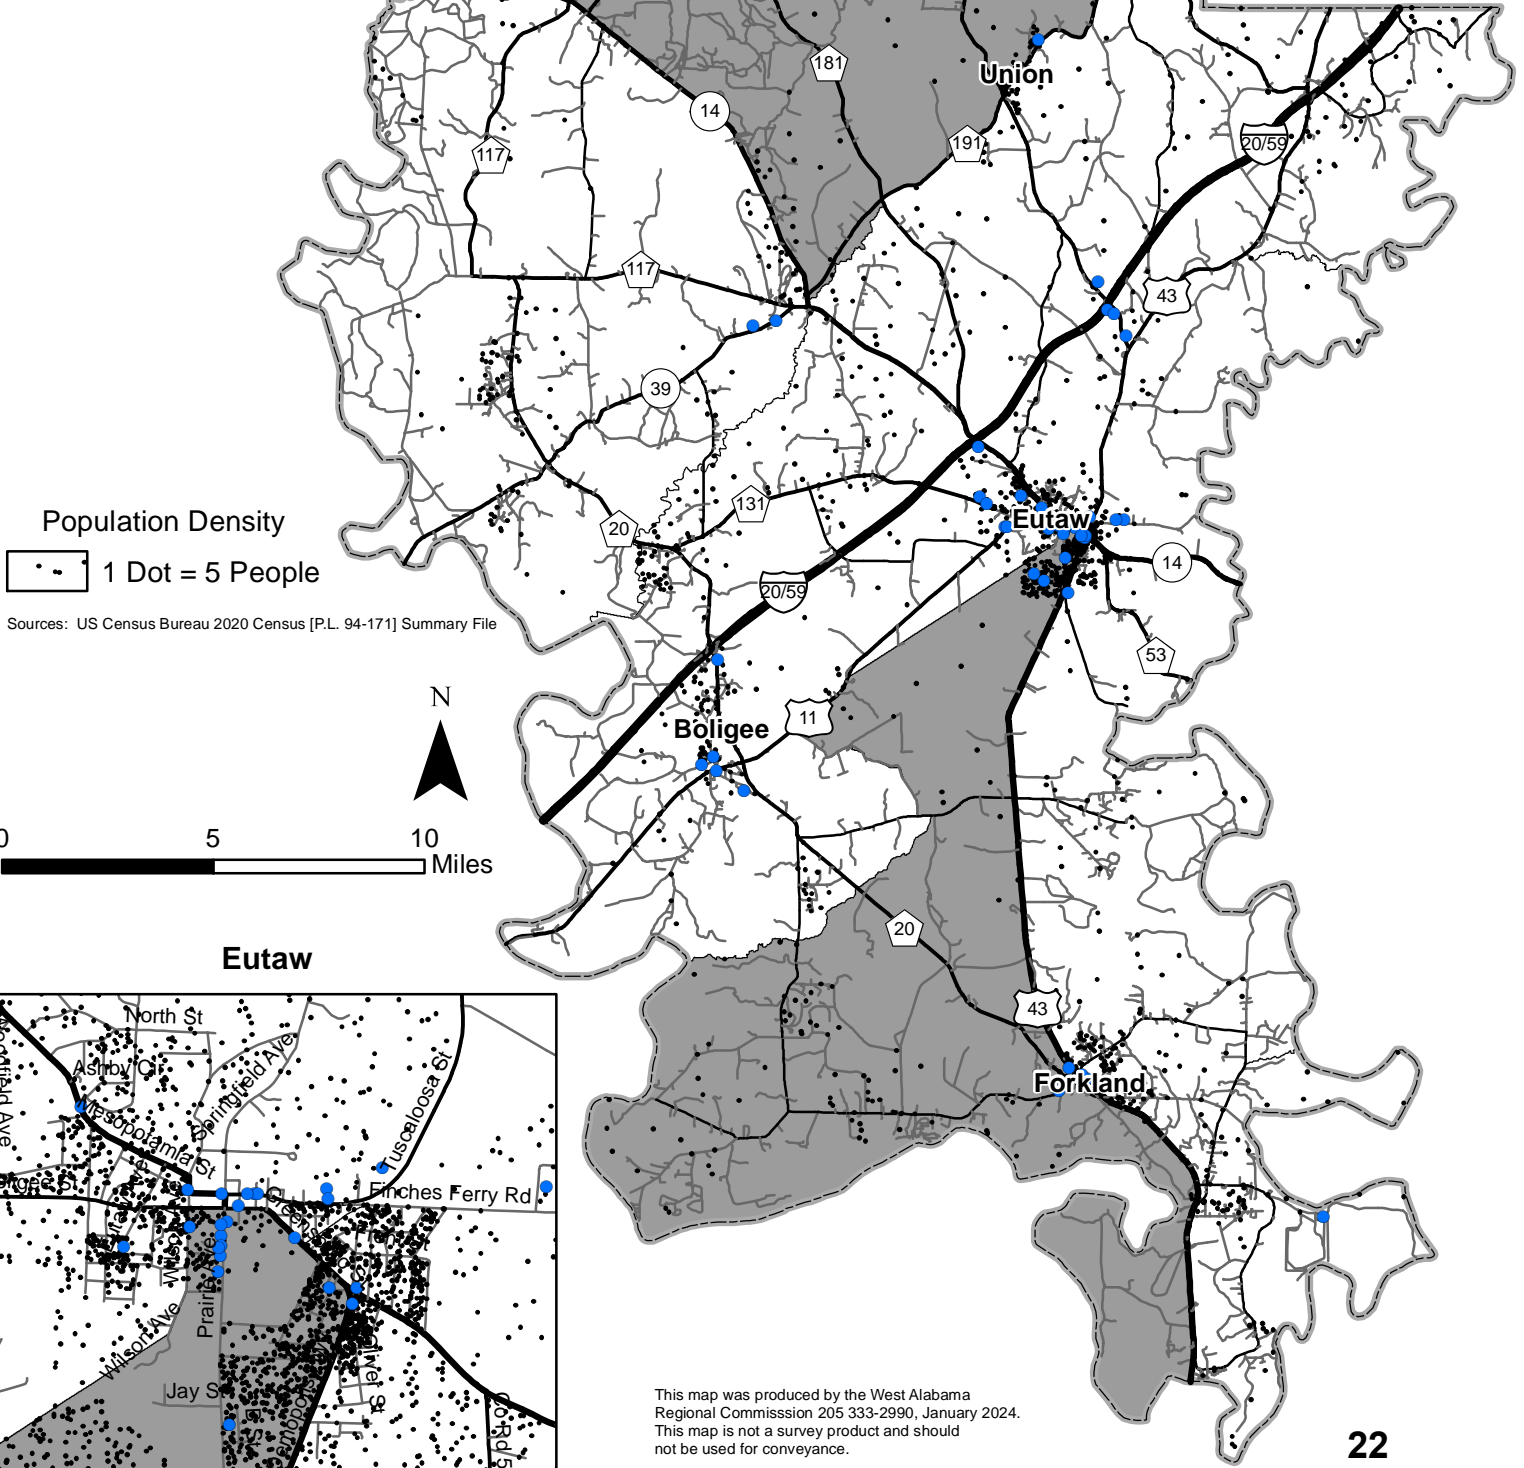 Union
181
14
191
117
20/59
117
43
39
131
Eutaw
20
14
20/59
53
Population Density
1 Dot = 5 People
Sources: US Census Bureau 2020 Census [P.L. 94-171] Summary File
N
Boligee
11
0 5 10
Miles
20
43
Forkland
Eutaw
North St
Ashby Cir
Springfield Ave
Mesopotamia St
Tuscaloosa St
Finches Ferry Rd
Prairie Ave
Wilson Ave
Jay St
This map was produced by the West Alabama
Regional Commisssion 205 333-2990, January 2024.
This map is not a survey product and should
not be used for conveyance.
22